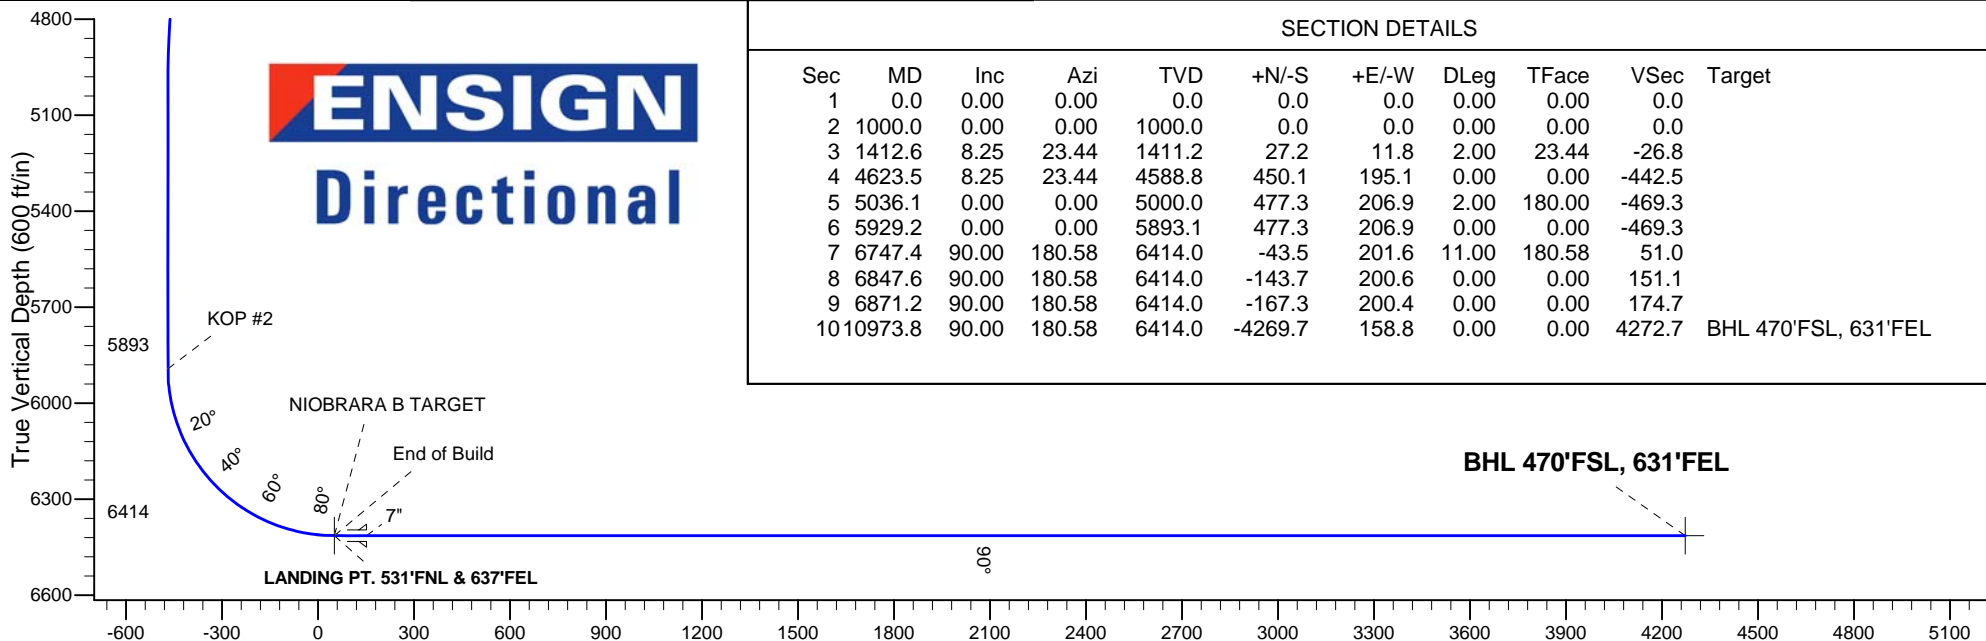 SECTION DETAILS
Sec MD Inc Azi TVD +N/-S +E/-W DLeg TFace VSec Target
1 0.0 0.00 0.00 0.0 0.0 0.0 0.00 0.00 0.0
2 1000.0 0.00 0.00 1000.0 0.0 0.0 0.00 0.00 0.0
3 1412.6 8.25 23.44 1411.2 27.2 11.8 2.00 23.44 -26.8
4 4623.5 8.25 23.44 4588.8 450.1 195.1 0.00 0.00 -442.5
5 5036.1 0.00 0.00 5000.0 477.3 206.9 2.00 180.00 -469.3
6 5929.2 0.00 0.00 5893.1 477.3 206.9 0.00 0.00 -469.3
7 6747.4 90.00 180.58 6414.0 -43.5 201.6 11.00 180.58 51.0
8 6847.6 90.00 180.58 6414.0 -143.7 200.6 0.00 0.00 151.1
9 6871.2 90.00 180.58 6414.0 -167.3 200.4 0.00 0.00 174.7
10 10973.8 90.00 180.58 6414.0 -4269.7 158.8 0.00 0.00 4272.7 BHL 470'FSL, 631'FEL
ENSIGN
Directional
True Vertical Depth (600 ft/in)
4800
5100
5400
5700
6000
6300
6600
KOP #2
5893
NIOBRARA B TARGET
20°
End of Build
40°
60°
80°
BHL 470'FSL, 631'FEL
6414
7"
90°
LANDING PT. 531'FNL & 637'FEL
-600 -300 0 300 600 900 1200 1500 1800 2100 2400 2700 3000 3300 3600 3900 4200 4500 4800 5100